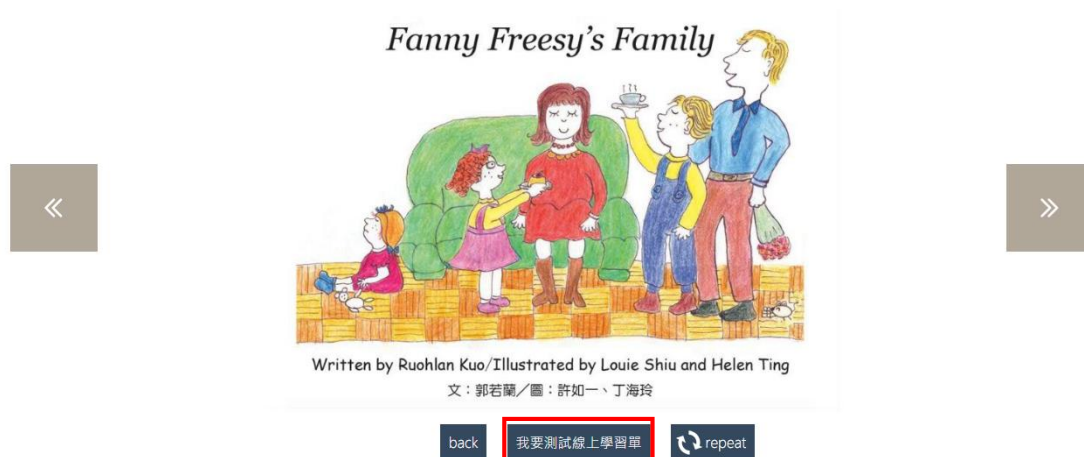 Fanny Freesy's Family
Written by Ruohlan Kuo/Illustrated by Louie Shiu and Helen Ting
文：郭若蘭／圖：許如一、丁海玲
back
我要測試線上學習單
repeat